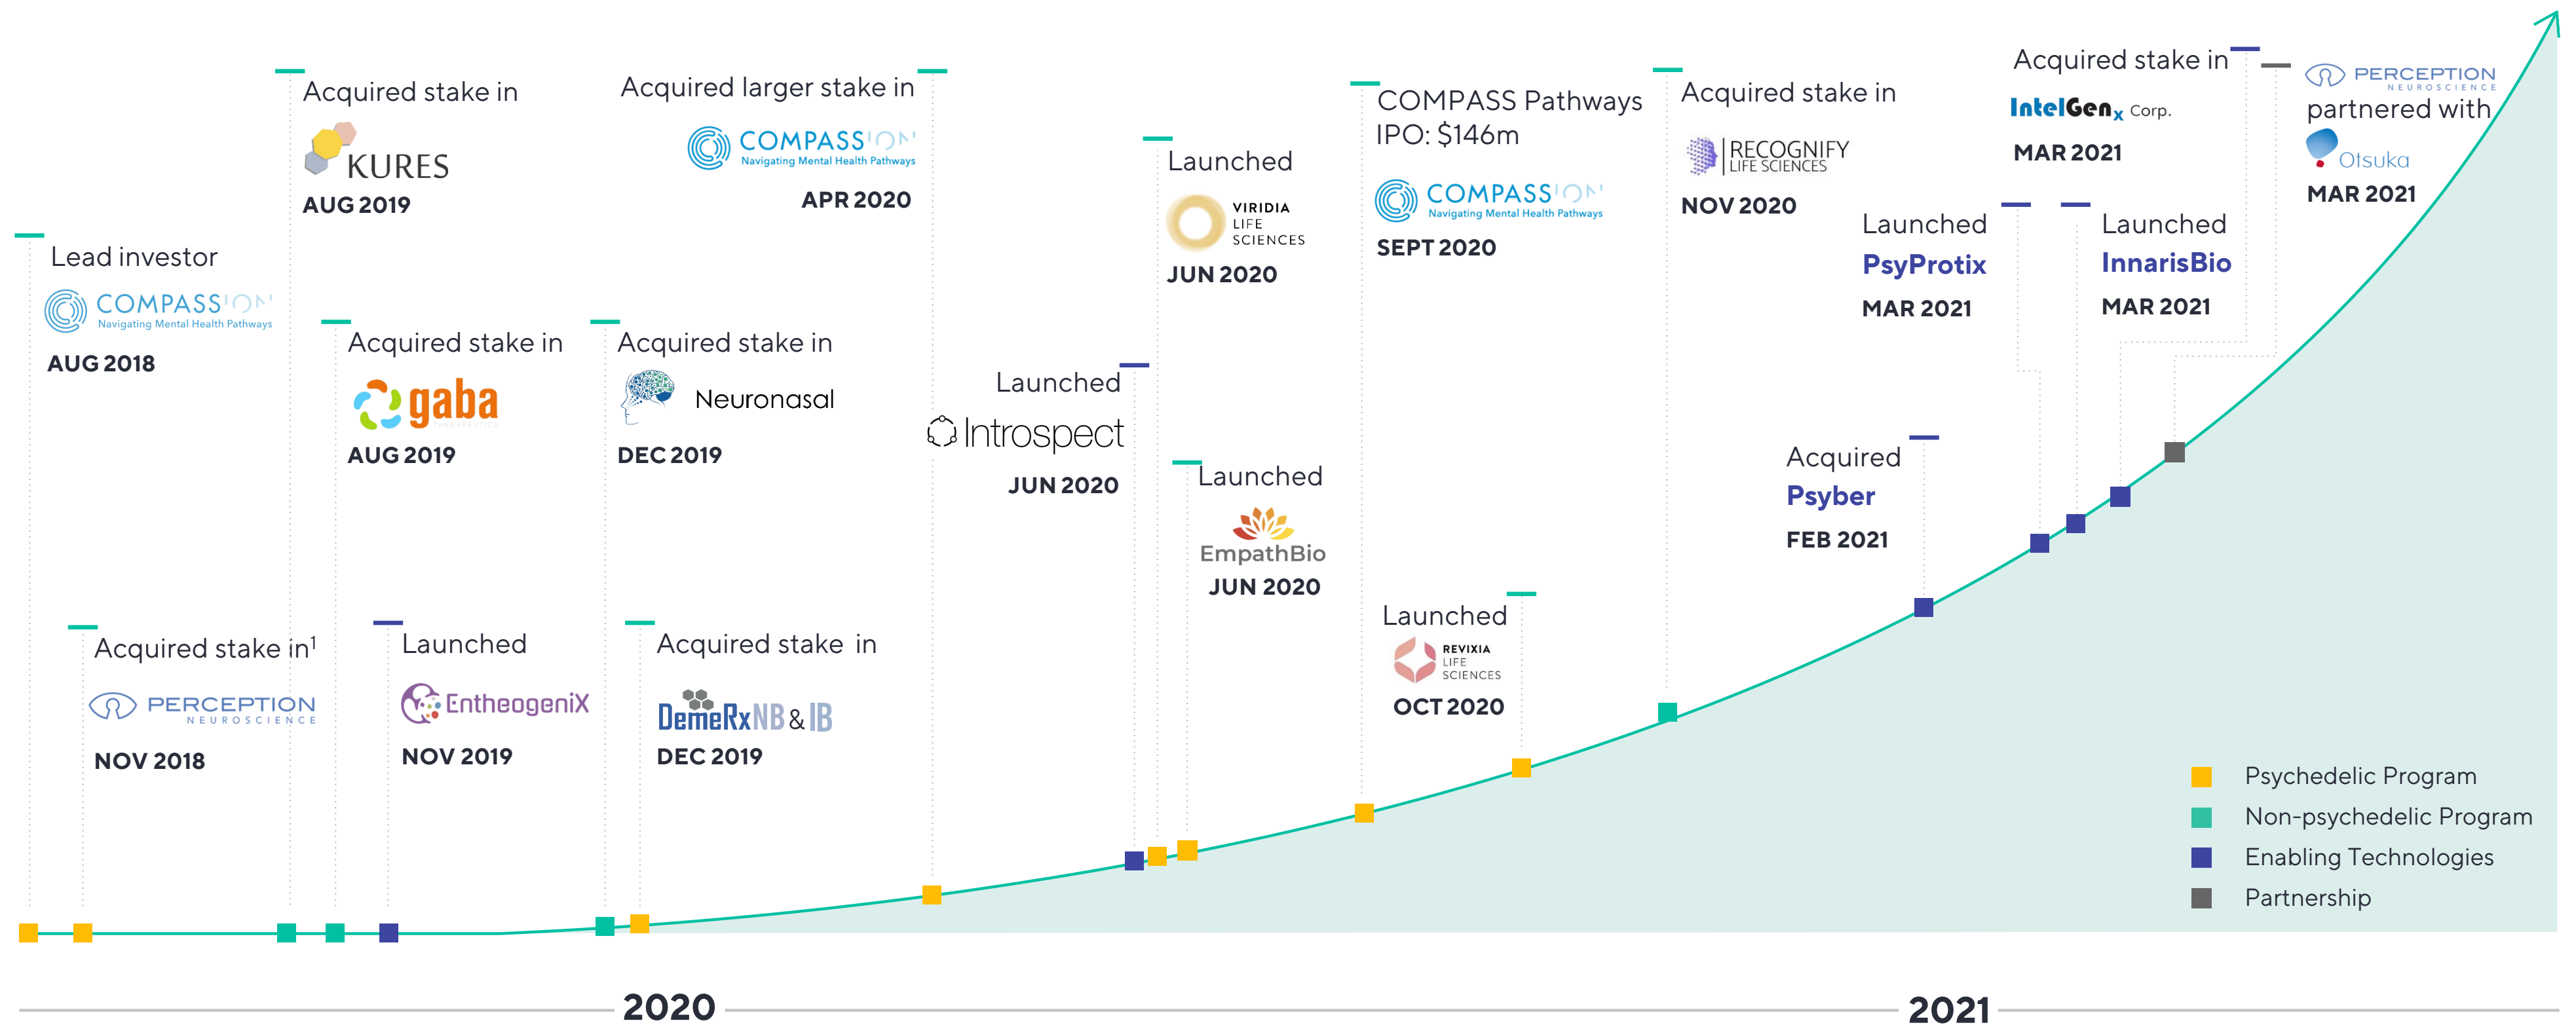 Lead investor
COMPASS
Navigating Mental Health Pathways
AUG 2018
Acquired stake in¹
PERCEPTION
NEUROSCIENCE
NOV 2018
Acquired stake in
KURES
AUG 2019
Acquired stake in
gaba
THERAPEUTICS
AUG 2019
Launched
EntheogeniX
NOV 2019
Acquired stake in
Neuronasal
DEC 2019
Acquired stake in
DemeRxNB & IB
DEC 2019
Acquired larger stake in
COMPASS
Navigating Mental Health Pathways
APR 2020
Launched
Introspect
JUN 2020
Launched
VIRIDIA
LIFE
SCIENCES
JUN 2020
Launched
EmpathBio
JUN 2020
COMPASS Pathways
IPO: $146m
COMPASS
Navigating Mental Health Pathways
SEPT 2020
Launched
REVIXIA
LIFE
SCIENCES
OCT 2020
Acquired stake in
RECOGNIFY
LIFE SCIENCES
NOV 2020
Acquired
Psyber
FEB 2021
Launched
PsyProtix
MAR 2021
Launched
InnarisBio
MAR 2021
Acquired stake in
IntelGenx Corp.
MAR 2021
PERCEPTION
NEUROSCIENCE
partnered with
Otsuka
MAR 2021
Psychedelic Program
Non-psychedelic Program
Enabling Technologies
Partnership
2020
2021